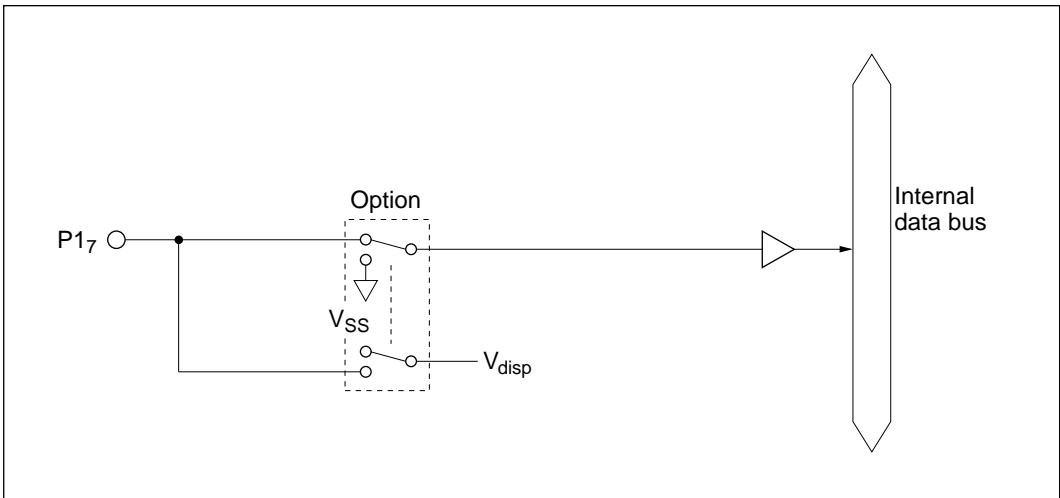 Option
P1₇
Internal
data bus
V_SS
V_disp